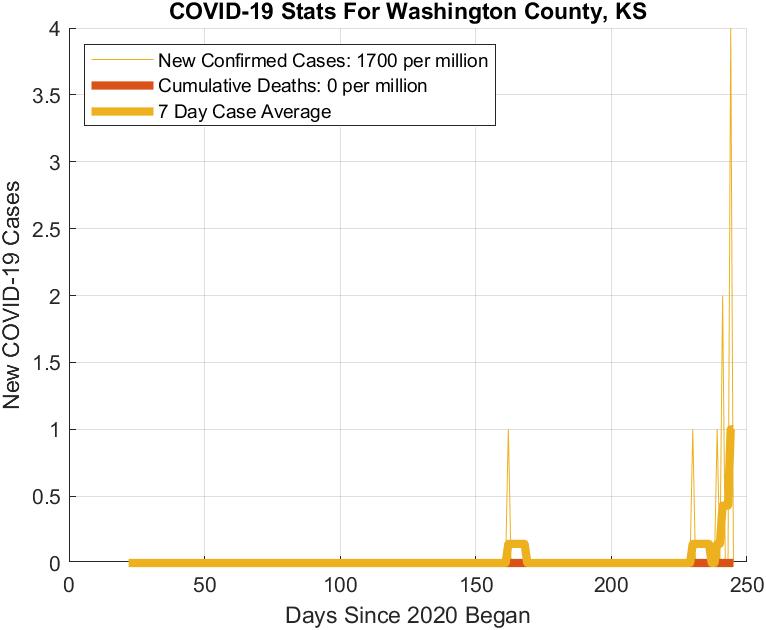 COVID-19 Stats For Washington County, KS
New Confirmed Cases: 1700 per million
Cumulative Deaths: 0 per million
7 Day Case Average
New COVID-19 Cases
4
3.5
3
2.5
2
1.5
1
0.5
0
0 50 100 150 200 250
Days Since 2020 Began